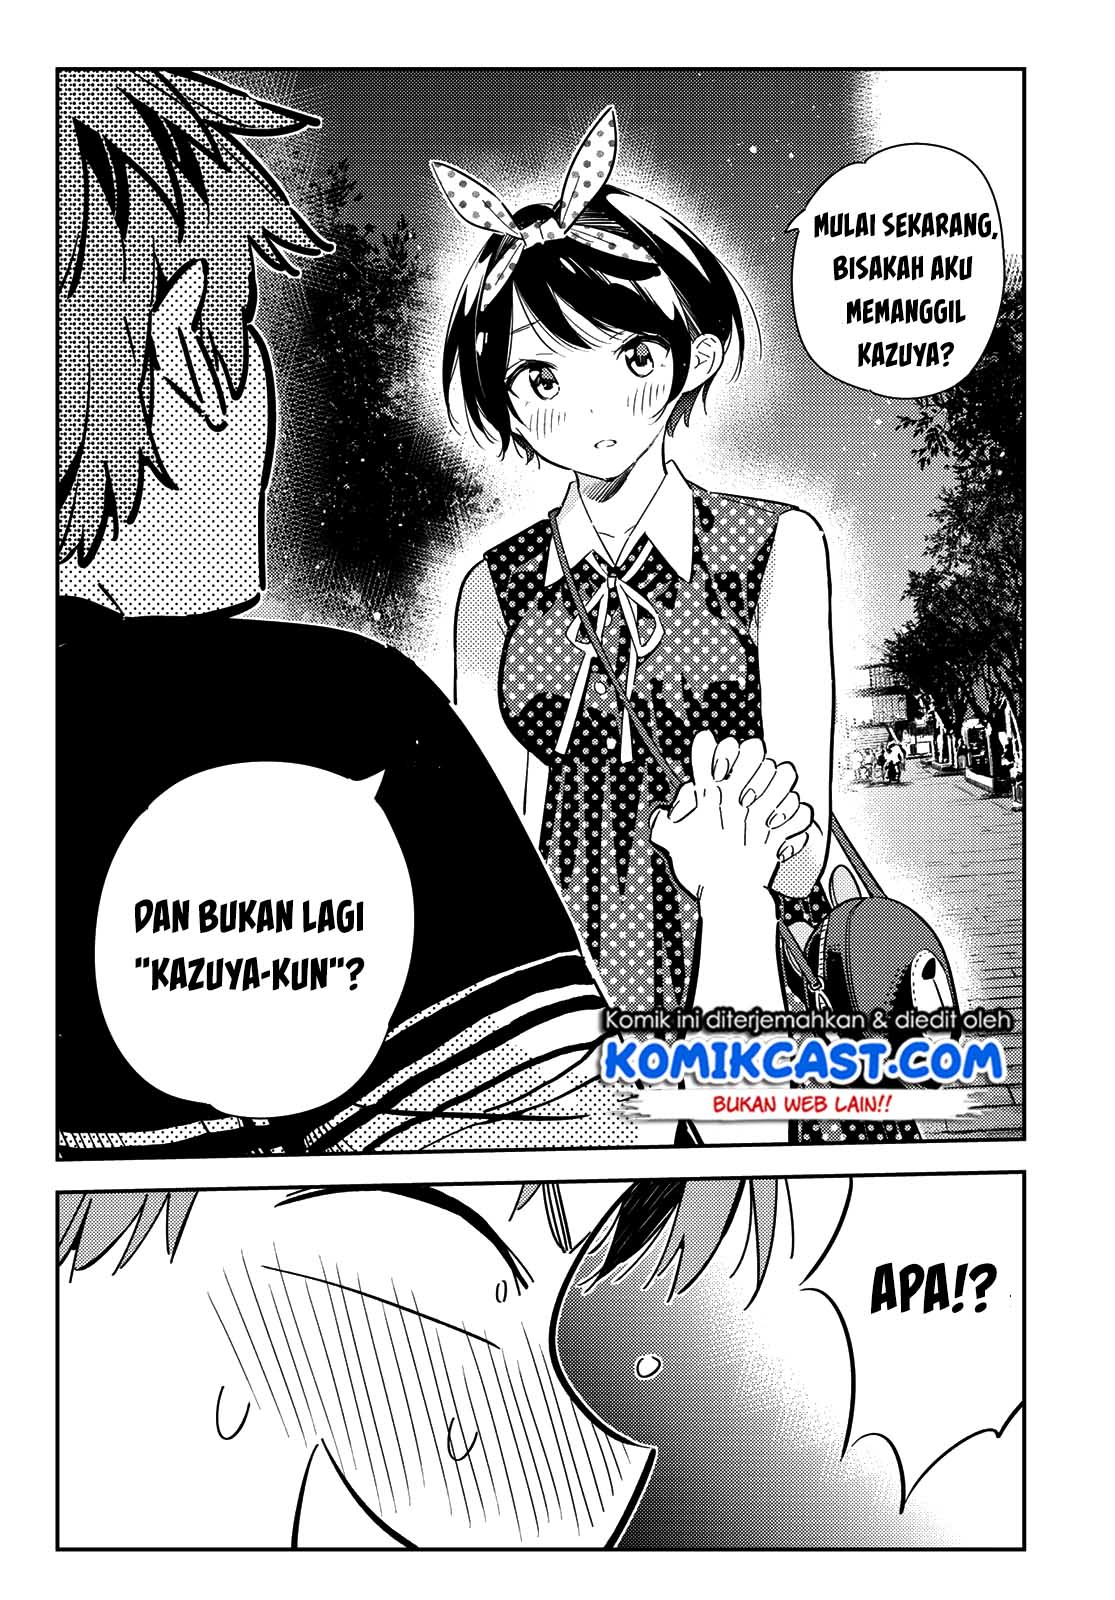 MULAI SEKARANG,
BISAKAH AKU
MEMANGGIL
KAZUYA?
DAN BUKAN LAGI
"KAZUYA-KUN"?
Komik ini diterjemahkan & diedit oleh
KOMIKCAST.COM
BUKAN WEB LAIN!!
APA!?